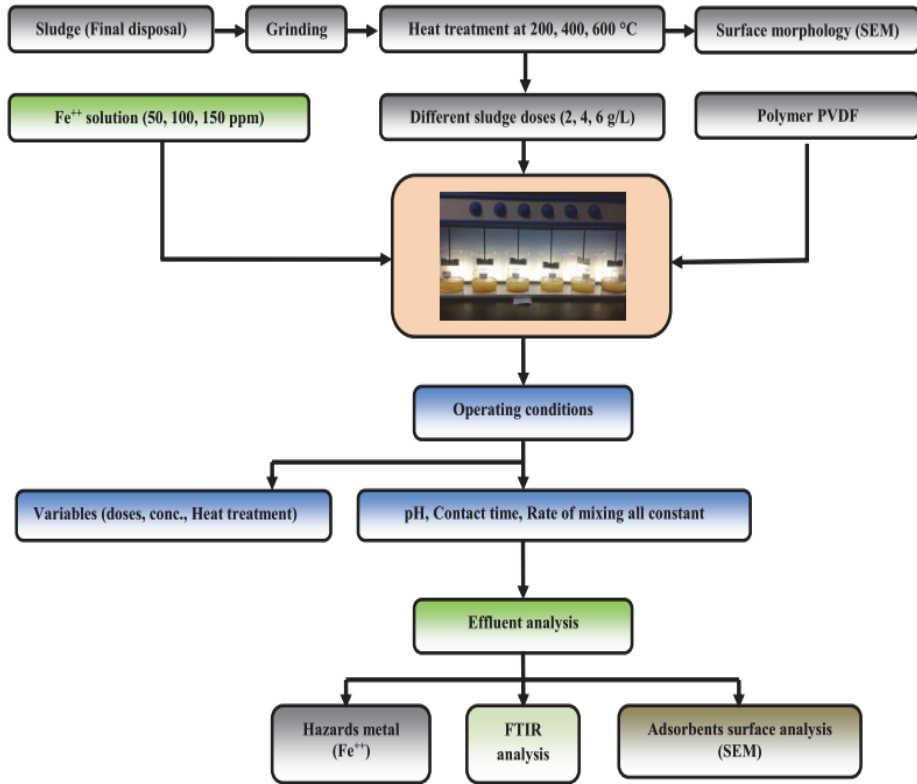 Sludge (Final disposal)
Grinding
Heat treatment at 200, 400, 600 °C
Surface morphology (SEM)
Fe⁺⁺ solution (50, 100, 150 ppm)
Different sludge doses (2, 4, 6 g/L)
Polymer PVDF
Operating conditions
Variables (doses, conc., Heat treatment)
pH, Contact time, Rate of mixing all constant
Effluent analysis
Hazards metal
(Fe⁺⁺)
FTIR
analysis
Adsorbents surface analysis
(SEM)